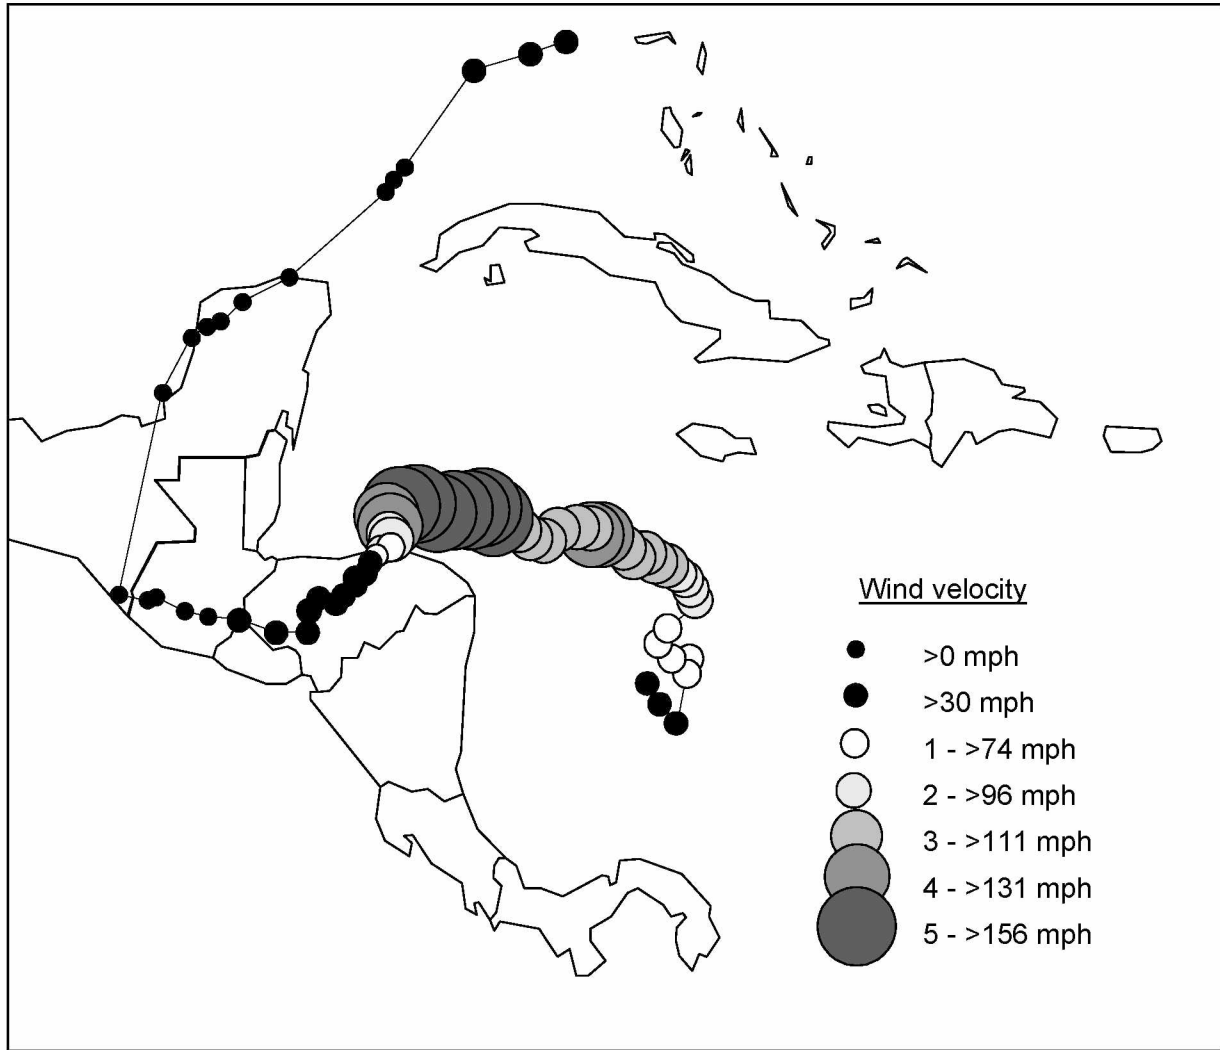 Wind velocity
>0 mph
>30 mph
1 - >74 mph
2 - >96 mph
3 - >111 mph
4 - >131 mph
5 - >156 mph